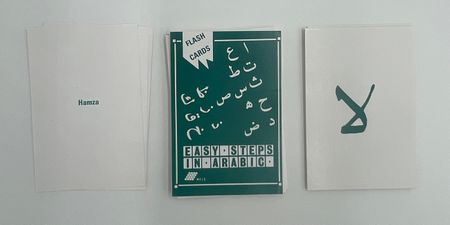 Hamza
FLASH
CARDS
ع ا
ط ت
ص س ث
ح
ه
ض د
EASY·STEPS
IN·ARABIC·
لا